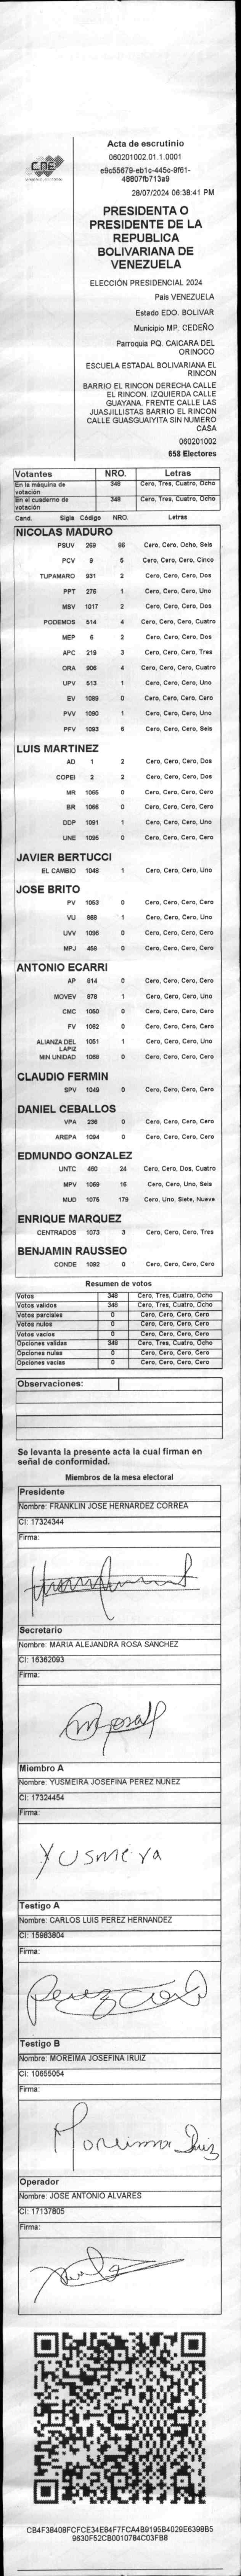 CNE
Acta de escrutinio
060201002.01.1.0001
e9c55679-eb1c-445c-9f61-
48807fb713a9
28/07/2024 06:38:41 PM
PRESIDENTA O
PRESIDENTE DE LA
REPUBLICA
BOLIVARIANA DE
VENEZUELA
ELECCIÓN PRESIDENCIAL 2024
Pais VENEZUELA
Estado EDO. BOLIVAR
Municipio MP. CEDEÑO
Parroquia PQ. CAICARA DEL
ORINOCO
ESCUELA ESTADAL BOLIVARIANA EL
RINCON
BARRIO EL RINCON DERECHA CALLE
EL RINCON. IZQUIERDA CALLE
GUAYANA. FRENTE CALLE LAS
JUASJILLISTAS BARRIO EL RINCON
CALLE GUASGUAIYITA SIN NUMERO
CASA
060201002
658 Electores
Votantes NRO. Letras
En la máquina de votación 348 Cero, Tres, Cuatro, Ocho
En el cuaderno de votación 348 Cero, Tres, Cuatro, Ocho
Cand. Sigla Código NRO. Letras
NICOLAS MADURO
PSUV 269 86 Cero, Cero, Ocho, Seis
PCV 9 5 Cero, Cero, Cero, Cinco
TUPAMARO 931 2 Cero, Cero, Cero, Dos
PPT 276 1 Cero, Cero, Cero, Uno
MSV 1017 2 Cero, Cero, Cero, Dos
PODEMOS 514 4 Cero, Cero, Cero, Cuatro
MEP 6 2 Cero, Cero, Cero, Dos
APC 219 3 Cero, Cero, Cero, Tres
ORA 906 4 Cero, Cero, Cero, Cuatro
UPV 513 1 Cero, Cero, Cero, Uno
EV 1089 0 Cero, Cero, Cero, Cero
PVV 1090 1 Cero, Cero, Cero, Uno
PFV 1093 6 Cero, Cero, Cero, Seis
LUIS MARTINEZ
AD 1 2 Cero, Cero, Cero, Dos
COPEI 2 2 Cero, Cero, Cero, Dos
MR 1065 0 Cero, Cero, Cero, Cero
BR 1066 0 Cero, Cero, Cero, Cero
DDP 1091 1 Cero, Cero, Cero, Uno
UNE 1095 0 Cero, Cero, Cero, Cero
JAVIER BERTUCCI
EL CAMBIO 1048 1 Cero, Cero, Cero, Uno
JOSE BRITO
PV 1053 0 Cero, Cero, Cero, Cero
VU 868 1 Cero, Cero, Cero, Uno
UVV 1096 0 Cero, Cero, Cero, Cero
MPJ 458 0 Cero, Cero, Cero, Cero
ANTONIO ECARRI
AP 814 0 Cero, Cero, Cero, Cero
MOVEV 878 1 Cero, Cero, Cero, Uno
CMC 1050 0 Cero, Cero, Cero, Cero
FV 1062 0 Cero, Cero, Cero, Cero
ALIANZA DEL LAPIZ 1051 1 Cero, Cero, Cero, Uno
MIN UNIDAD 1068 0 Cero, Cero, Cero, Cero
CLAUDIO FERMIN
SPV 1049 0 Cero, Cero, Cero, Cero
DANIEL CEBALLOS
VPA 236 0 Cero, Cero, Cero, Cero
AREPA 1094 0 Cero, Cero, Cero, Cero
EDMUNDO GONZALEZ
UNTC 460 24 Cero, Cero, Dos, Cuatro
MPV 1069 16 Cero, Cero, Uno, Seis
MUD 1075 179 Cero, Uno, Siete, Nueve
ENRIQUE MARQUEZ
CENTRADOS 1073 3 Cero, Cero, Cero, Tres
BENJAMIN RAUSSEO
CONDE 1092 0 Cero, Cero, Cero, Cero
Resumen de votos
Votos 348 Cero, Tres, Cuatro, Ocho
Votos validos 348 Cero, Tres, Cuatro, Ocho
Votos parciales 0 Cero, Cero, Cero, Cero
Votos nulos 0 Cero, Cero, Cero, Cero
Votos vacios 0 Cero, Cero, Cero, Cero
Opciones validas 348 Cero, Tres, Cuatro, Ocho
Opciones nulas 0 Cero, Cero, Cero, Cero
Opciones vacias 0 Cero, Cero, Cero, Cero
Observaciones:
Se levanta la presente acta la cual firman en
señal de conformidad.
Miembros de la mesa electoral
Presidente
Nombre: FRANKLIN JOSE HERNARDEZ CORREA
CI: 17324344
Firma:
Secretario
Nombre: MARIA ALEJANDRA ROSA SANCHEZ
CI: 16362093
Firma:
Miembro A
Nombre: YUSMEIRA JOSEFINA PEREZ NUNEZ
CI: 17324454
Firma:
Yusmeira
Testigo A
Nombre: CARLOS LUIS PEREZ HERNANDEZ
CI: 15983804
Firma:
Testigo B
Nombre: MOREIMA JOSEFINA IRUIZ
CI: 10655054
Firma:
Moreima Ruiz
Operador
Nombre: JOSE ANTONIO ALVARES
CI: 17137805
Firma:
CB4F38408FCFCE34E84F7FCA4B9195B4029E6398B5
9630F52CB0010784C03FB8